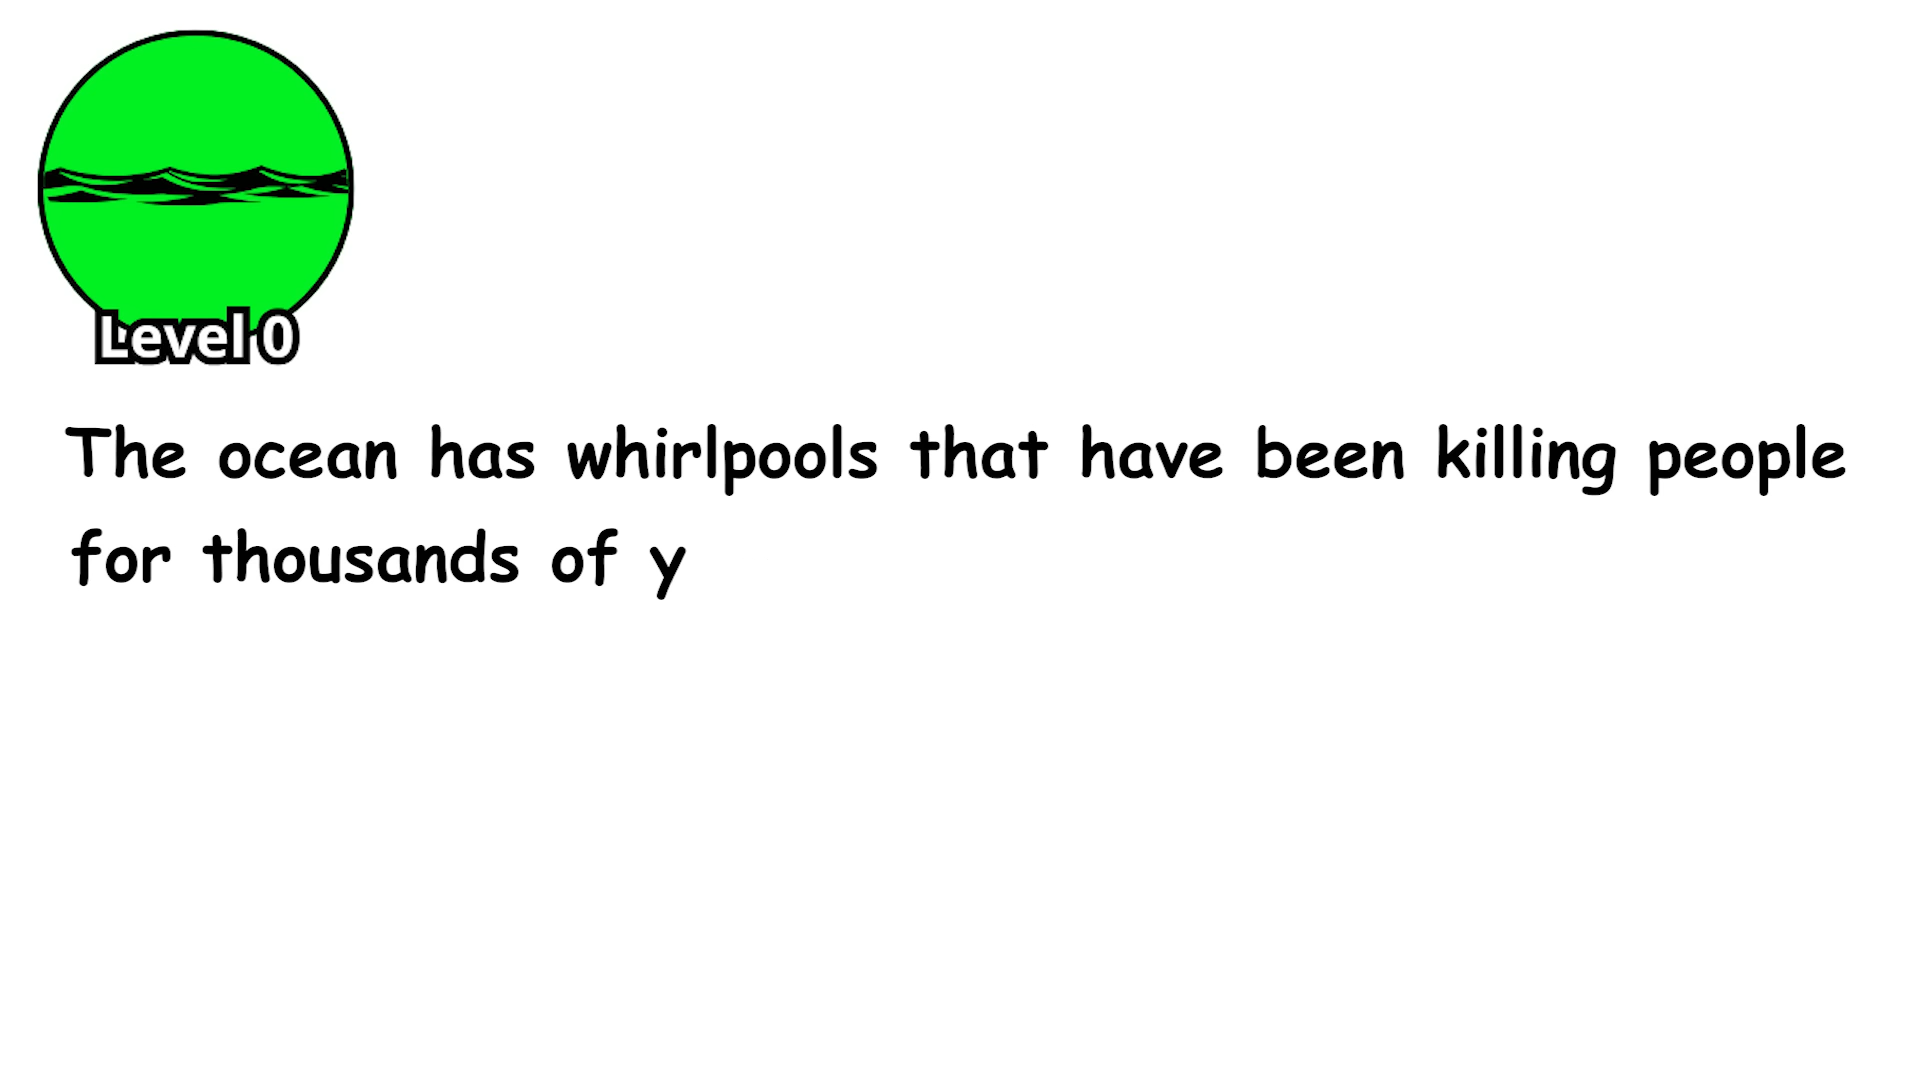 Level 0
The ocean has whirlpools that have been killing people
for thousands of y